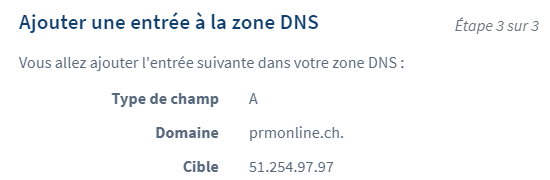 Ajouter une entrée à la zone DNS
Étape 3 sur 3
Vous allez ajouter l'entrée suivante dans votre zone DNS :
Type de champ A
Domaine prmonline.ch.
Cible 51.254.97.97